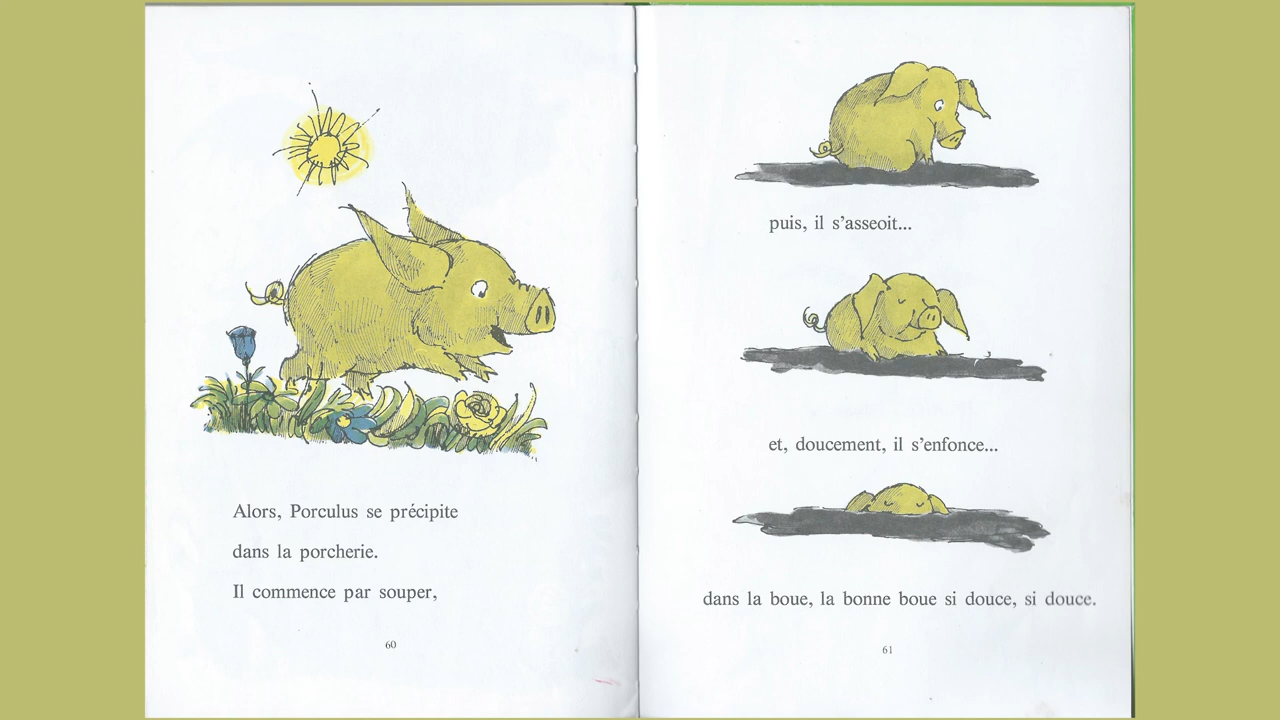 Alors, Porculus se précipite
dans la porcherie.
Il commence par souper,
60
puis, il s'asseoit...
et, doucement, il s'enfonce...
dans la boue, la bonne boue si douce, si douce.
61